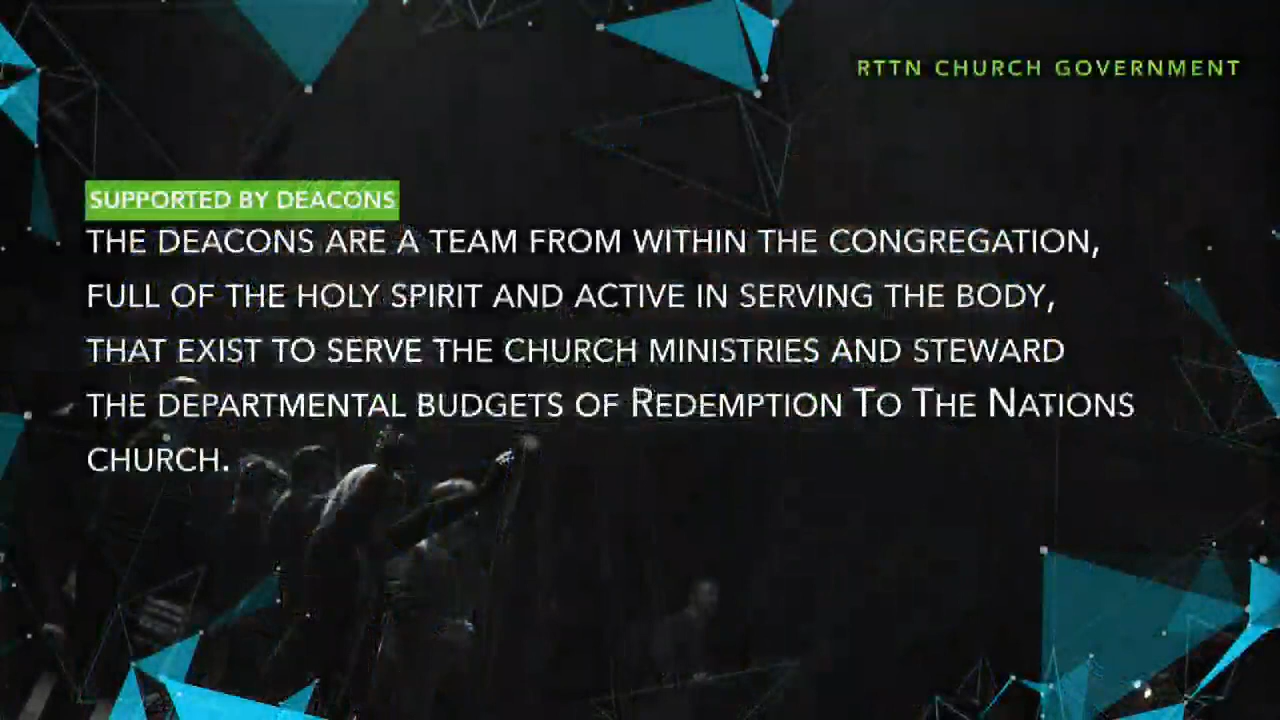 RTTN CHURCH GOVERNMENT
SUPPORTED BY DEACONS
THE DEACONS ARE A TEAM FROM WITHIN THE CONGREGATION,
FULL OF THE HOLY SPIRIT AND ACTIVE IN SERVING THE BODY,
THAT EXIST TO SERVE THE CHURCH MINISTRIES AND STEWARD
THE DEPARTMENTAL BUDGETS OF REDEMPTION TO THE NATIONS
CHURCH.